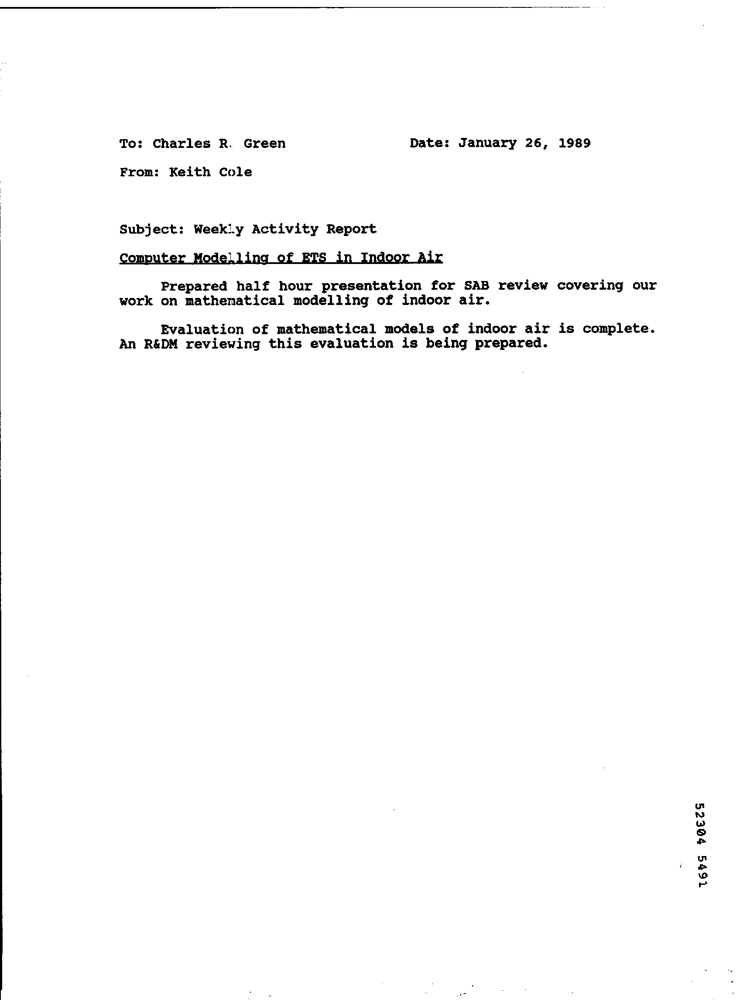 To: Charles R. Green Date: January 26, 1989
From: Keith Cole
Subject: Weekly Activity Report
Computer Modelling of ETS in Indoor Air
Prepared half hour presentation for SAB review covering our
work on mathematical modelling of indoor air.
Evaluation of mathematical models of indoor air is complete.
An R&DM reviewing this evaluation is being prepared.
52304 5491